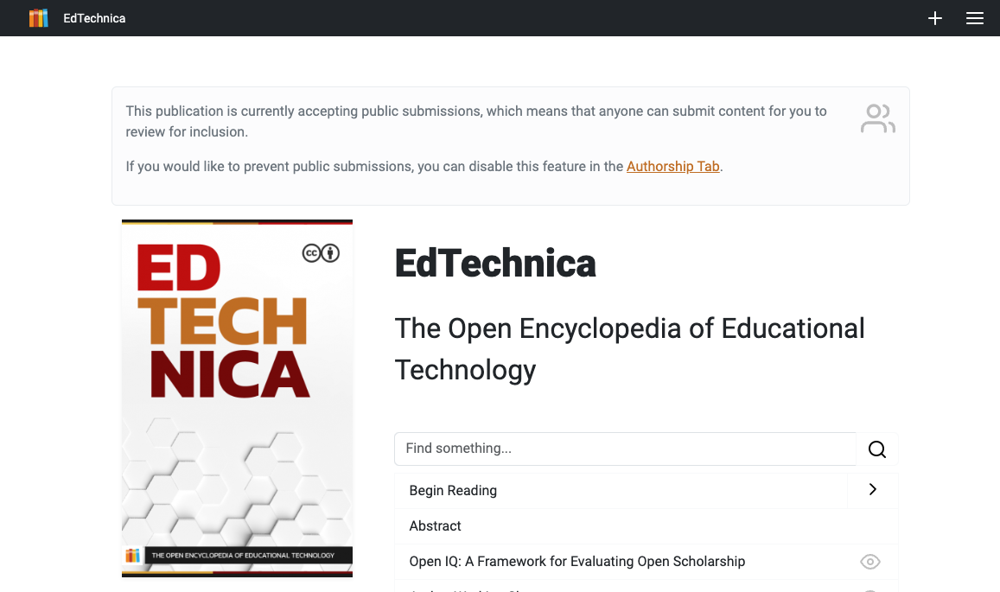 EdTechnica
This publication is currently accepting public submissions, which means that anyone can submit content for you to
review for inclusion.
If you would like to prevent public submissions, you can disable this feature in the Authorship Tab.
ED
TECH
NICA
cc
THE OPEN ENCYCLOPEDIA OF EDUCATIONAL TECHNOLOGY
EdTechnica
The Open Encyclopedia of Educational
Technology
Find something...
Begin Reading
Abstract
Open IQ: A Framework for Evaluating Open Scholarship